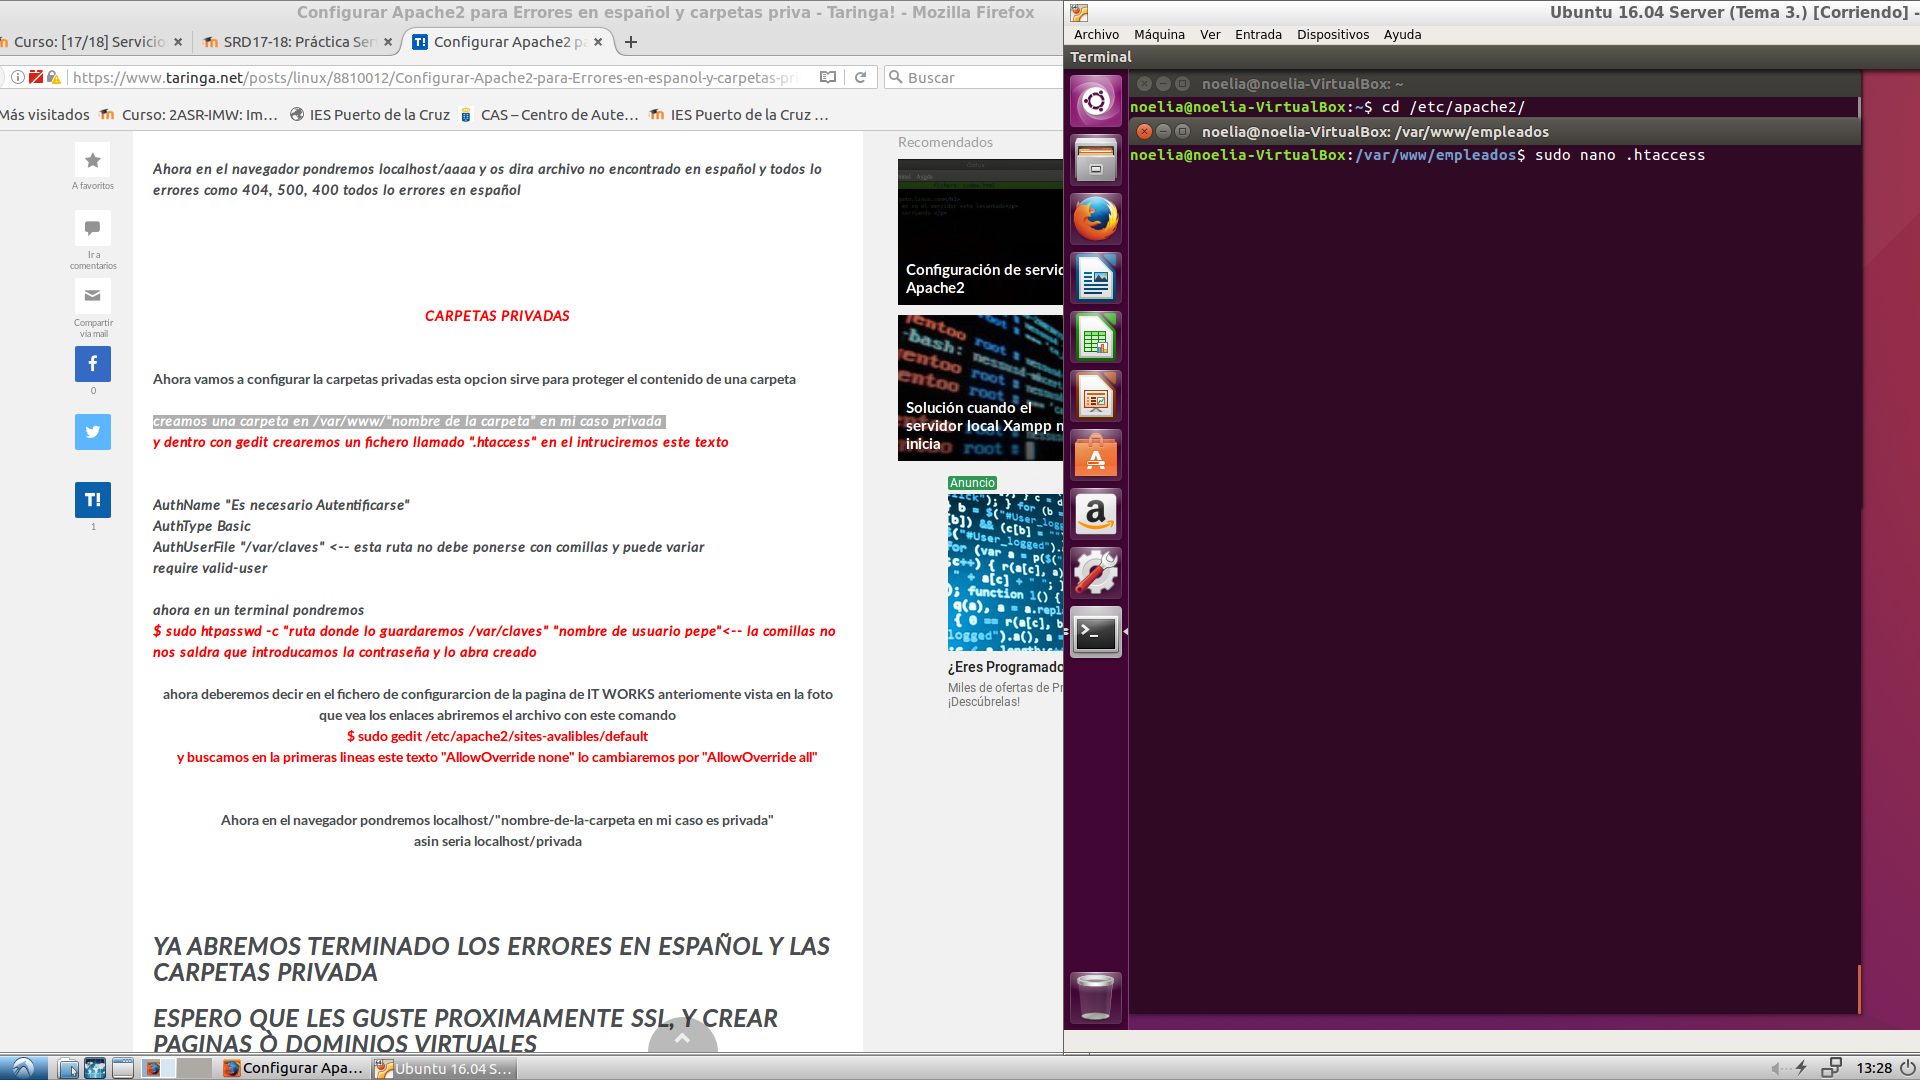 Configurar Apache2 para Errores en español y carpetas priva - Taringa! - Mozilla Firefox
Curso: [17/18] Servicio
SRD17-18: Práctica Ser
Configurar Apache2 p
https://www.taringa.net/posts/linux/8810012/Configurar-Apache2-para-Errores-en-espanol-y-carpetas-pri
Buscar
Más visitados
Curso: 2ASR-IMW: Im...
IES Puerto de la Cruz
CAS – Centro de Aute...
IES Puerto de la Cruz ...
A favoritos
Ir a
comentarios
Compartir
vía mail
0
T!
1
Ahora en el navegador pondremos localhost/aaaa y os dira archivo no encontrado en español y todos lo
errores como 404, 500, 400 todos lo errores en español
CARPETAS PRIVADAS
Ahora vamos a configurar la carpetas privadas esta opcion sirve para proteger el contenido de una carpeta
creamos una carpeta en /var/www/"nombre de la carpeta" en mi caso privada
y dentro con gedit crearemos un fichero llamado ".htaccess" en el intruciremos este texto
AuthName "Es necesario Autentificarse"
AuthType Basic
AuthUserFile "/var/claves" <-- esta ruta no debe ponerse con comillas y puede variar
require valid-user
ahora en un terminal pondremos
$ sudo htpasswd -c "ruta donde lo guardaremos /var/claves" "nombre de usuario pepe"<-- la comillas no
nos saldra que introducamos la contraseña y lo abra creado
ahora deberemos decir en el fichero de configurarcion de la pagina de IT WORKS anteriomente vista en la foto
que vea los enlaces abriremos el archivo con este comando
$ sudo gedit /etc/apache2/sites-avalibles/default
y buscamos en la primeras lineas este texto "AllowOverride none" lo cambiaremos por "AllowOverride all"
Ahora en el navegador pondremos localhost/"nombre-de-la-carpeta en mi caso es privada"
asin seria localhost/privada
YA ABREMOS TERMINADO LOS ERRORES EN ESPAÑOL Y LAS
CARPETAS PRIVADA
ESPERO QUE LES GUSTE PROXIMAMENTE SSL, Y CREAR
PAGINAS Ò DOMINIOS VIRTUALES
Recomendados
Configuración de servid
Apache2
Solución cuando el
servidor local Xampp n
inicia
Anuncio
¿Eres Programado
Miles de ofertas de Pr
¡Descúbrelas!
Ubuntu 16.04 Server (Tema 3.) [Corriendo] -
Archivo Máquina Ver Entrada Dispositivos Ayuda
Terminal
noelia@noelia-VirtualBox: ~
noelia@noelia-VirtualBox:~$ cd /etc/apache2/
noelia@noelia-VirtualBox: /var/www/empleados
noelia@noelia-VirtualBox:/var/www/empleados$ sudo nano .htaccess
Configurar Apa...
Ubuntu 16.04 S...
13:28